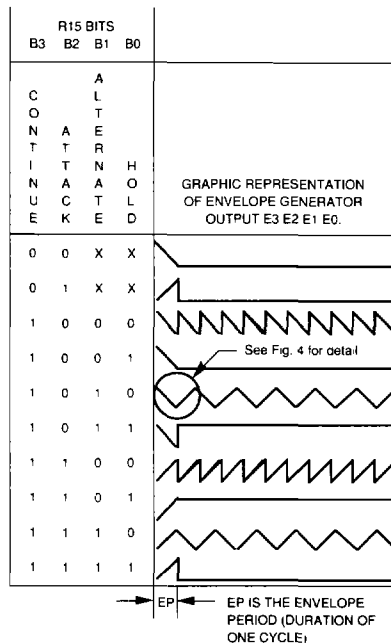 R15 BITS
B3 B2 B1 B0
CONTINUE
ATTACK
ALTERNATE
HOLD
GRAPHIC REPRESENTATION
OF ENVELOPE GENERATOR
OUTPUT E3 E2 E1 E0.
0 0 X X
0 1 X X
1 0 0 0
1 0 0 1
See Fig. 4 for detail
1 0 1 0
1 0 1 1
1 1 0 0
1 1 0 1
1 1 1 0
1 1 1 1
EP
EP IS THE ENVELOPE
PERIOD (DURATION OF
ONE CYCLE)